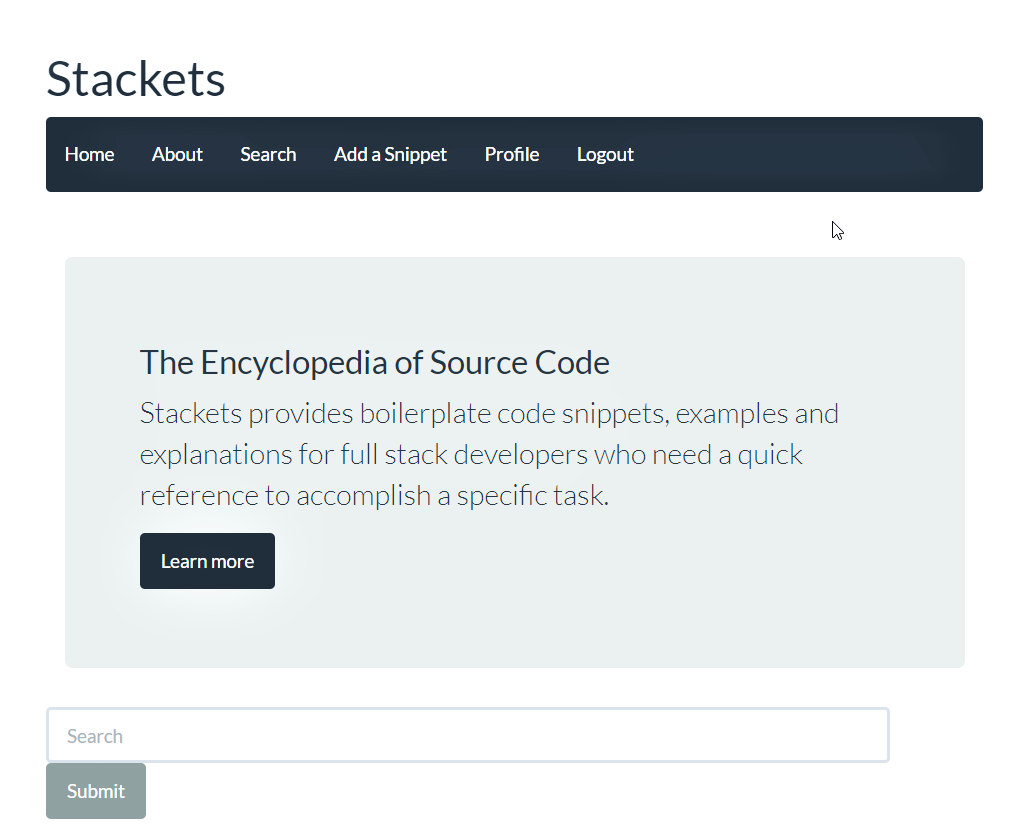 Stackets
Home About Search Add a Snippet Profile Logout
The Encyclopedia of Source Code
Stackets provides boilerplate code snippets, examples and
explanations for full stack developers who need a quick
reference to accomplish a specific task.
Learn more
Search
Submit